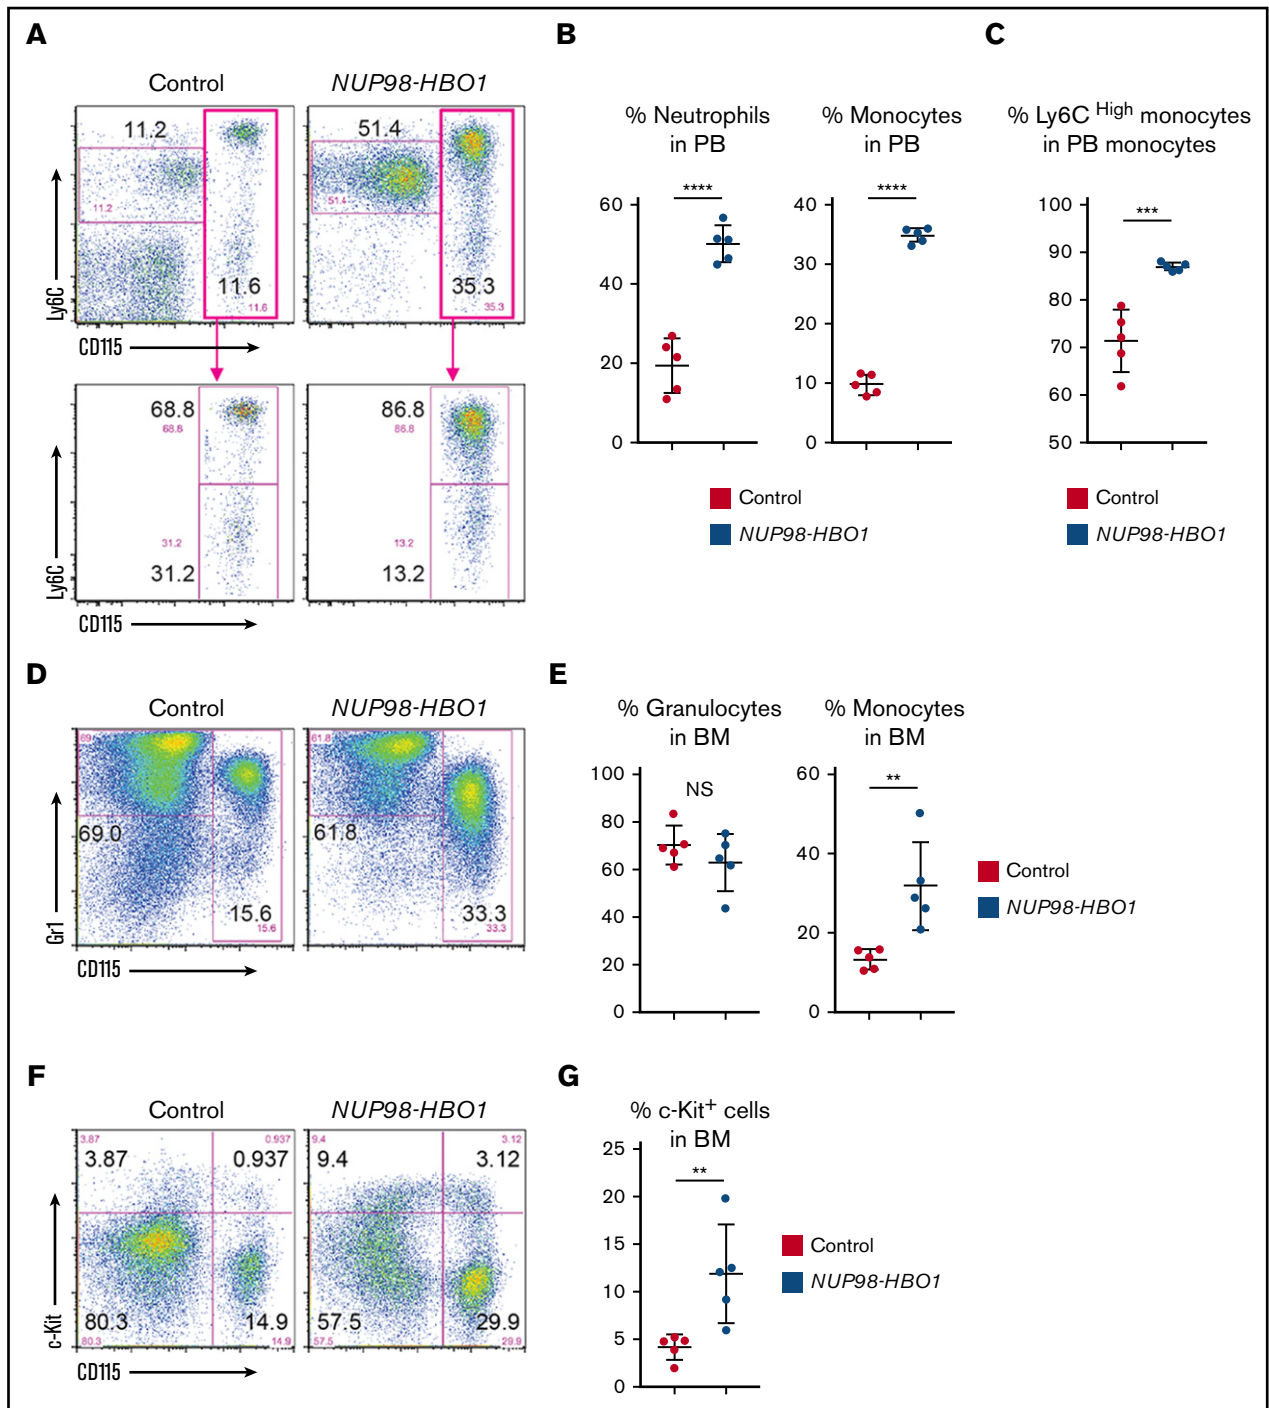 A
Control
NUP98-HBO1
11.2
11.2
11.6
11.6
51.4
51.4
35.3
35.3
Ly6C
CD115
68.8
68.8
31.2
31.2
86.8
86.8
13.2
13.2
Ly6C
CD115
B
% Neutrophils
in PB
****
60
40
20
0
% Monocytes
in PB
****
40
30
20
10
0
Control
NUP98-HBO1
C
% Ly6C High monocytes
in PB monocytes
***
100
90
80
70
60
50
Control
NUP98-HBO1
D
Control
NUP98-HBO1
69
69.0
15.6
15.6
61.8
61.8
33.3
33.3
Gr1
CD115
E
% Granulocytes
in BM
NS
100
80
60
40
20
0
% Monocytes
in BM
**
60
40
20
0
Control
NUP98-HBO1
F
Control
NUP98-HBO1
3.87
0.937
3.87
0.937
80.3
14.9
80.3
14.9
9.4
3.12
9.4
3.12
57.5
29.9
57.5
29.9
c-Kit
CD115
G
% c-Kit+ cells
in BM
**
25
20
15
10
5
0
Control
NUP98-HBO1